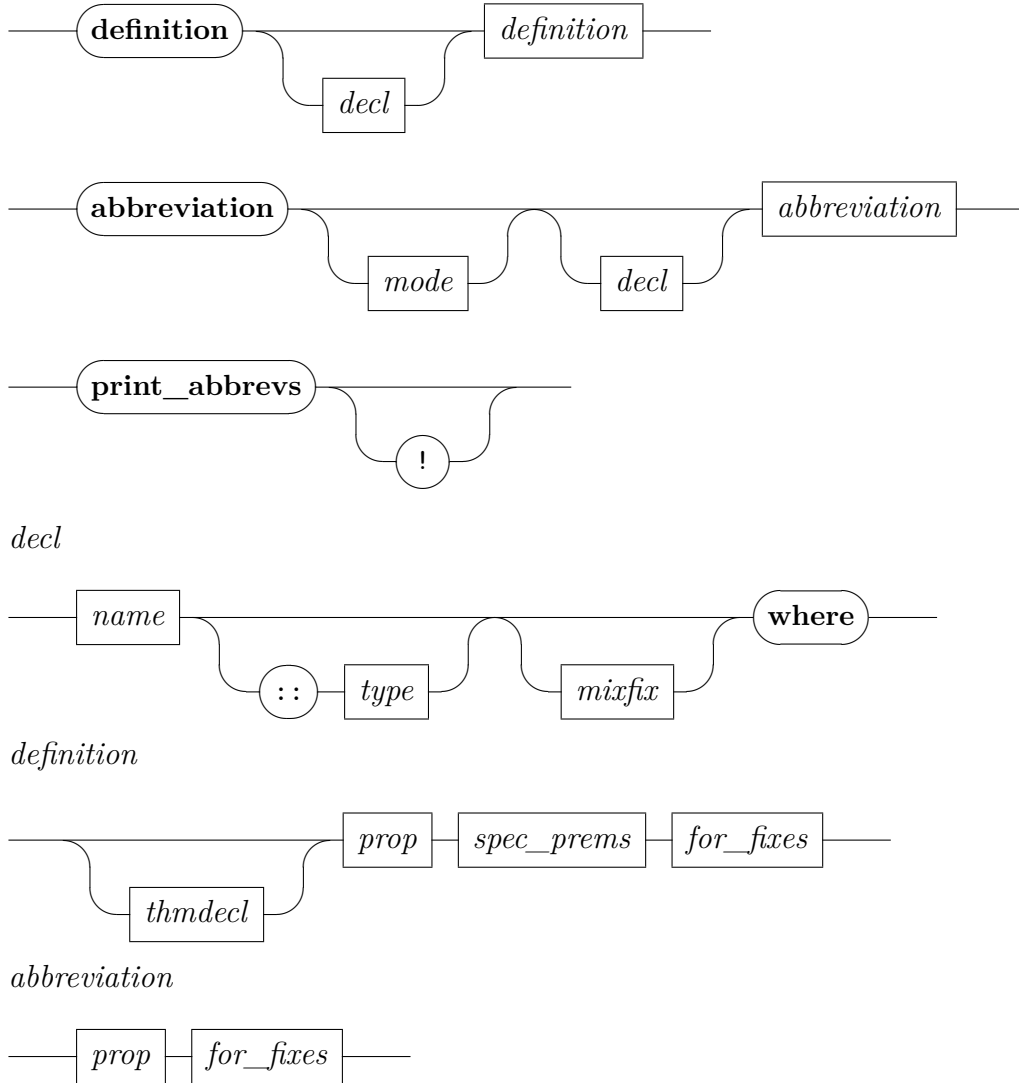 definition definition
decl
abbreviation abbreviation
mode decl
print_abbrevs
!
decl
name where
:: type mixfix
definition
prop spec_prems for_fixes
thmdecl
abbreviation
prop for_fixes